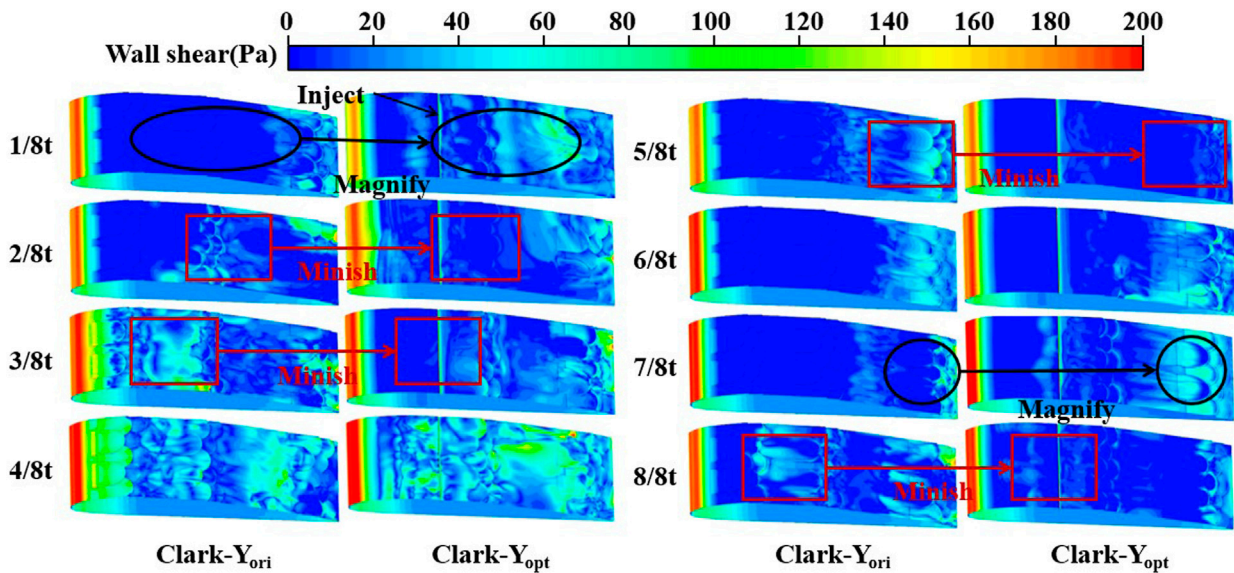 0 20 40 60 80 100 120 140 160 180 200
Wall shear(Pa)
Inject
1/8t
Magnify
2/8t
Minish
3/8t
Minish
4/8t
Clark-Yori
Clark-Yopt
5/8t
Minish
6/8t
7/8t
Magnify
8/8t
Minish
Clark-Yori
Clark-Yopt